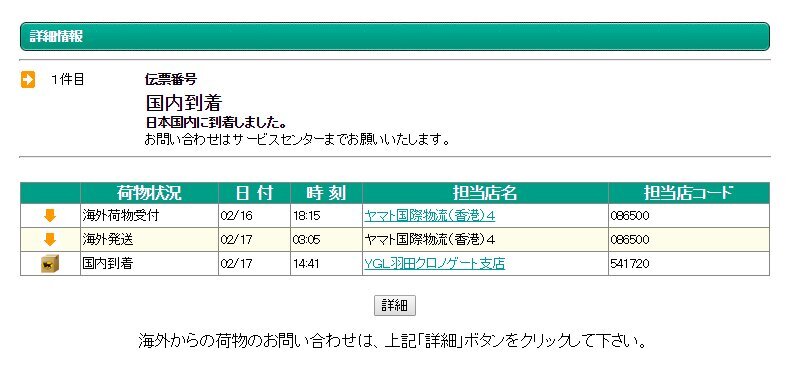 詳細情報
1件目 伝票番号
国内到着
日本国内に到着しました。
お問い合わせはサービスセンターまでお願いいたします。
荷物状況 日付 時刻 担当店名 担当店コード
海外荷物受付 02/16 18:15 ヤマト国際物流(香港)4 086500
海外発送 02/17 03:05 ヤマト国際物流(香港)4 086500
国内到着 02/17 14:41 YGL羽田クロノゲート支店 541720
詳細
海外からの荷物のお問い合わせは、上記「詳細」ボタンをクリックして下さい。